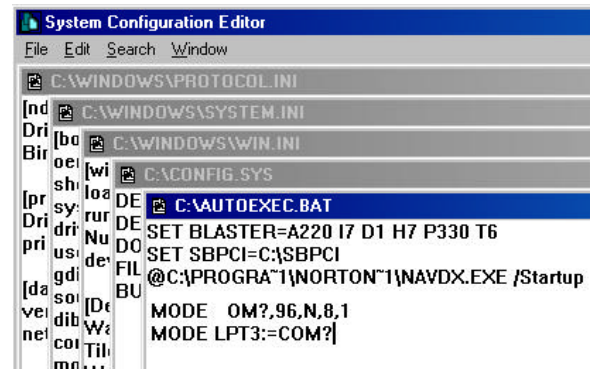 System Configuration Editor
File Edit Search Window
C:\WINDOWS\PROTOCOL.INI
C:\WINDOWS\SYSTEM.INI
C:\WINDOWS\WIN.INI
C:\CONFIG.SYS
C:\AUTOEXEC.BAT
SET BLASTER=A220 I7 D1 H7 P330 T6
SET SBPCI=C:\SBPCI
@C:\PROGRA~1\NORTON~1\NAVDX.EXE /Startup
MODE OM?,96,N,8,1
MODE LPT3:=COM?